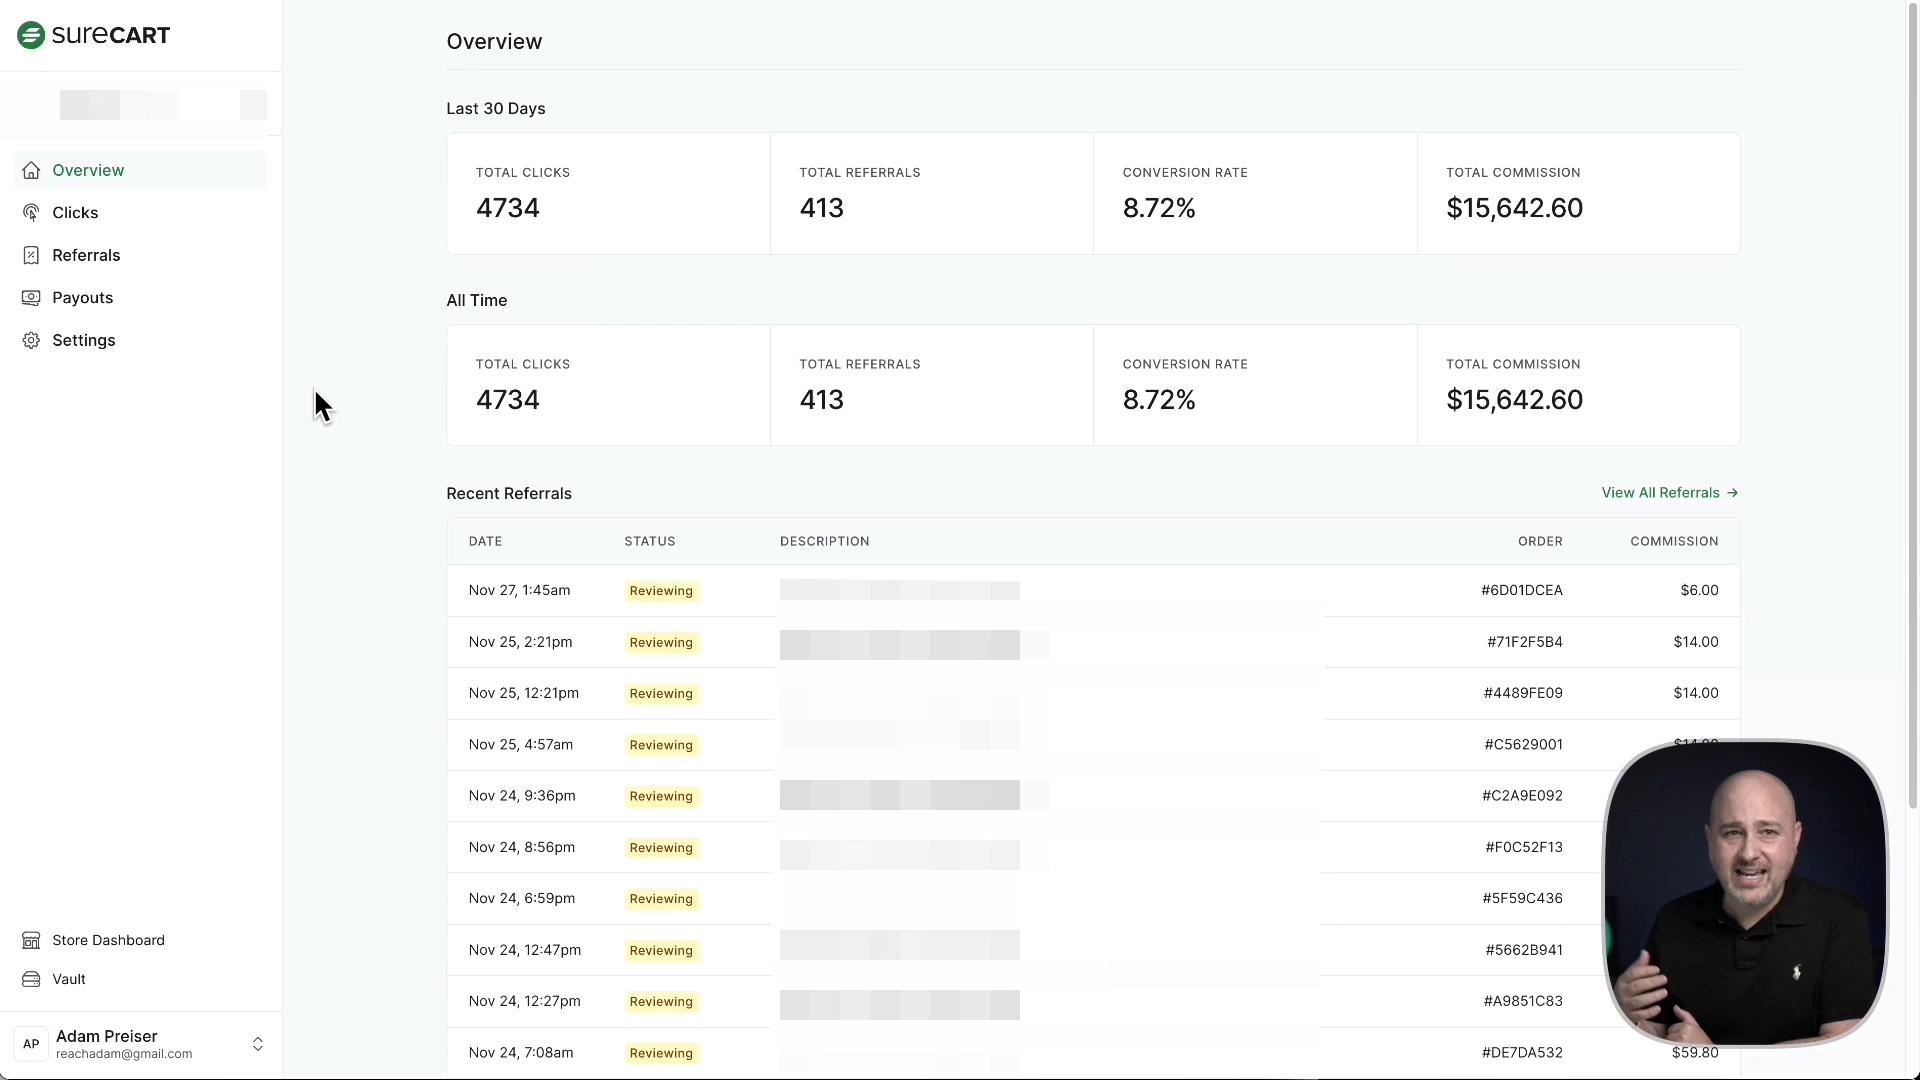 SURECART
Overview
Clicks
Referrals
Payouts
Settings
Store Dashboard
Vault
AP
Adam Preiser
reachadam@gmail.com
Overview
Last 30 Days
TOTAL CLICKS TOTAL REFERRALS CONVERSION RATE TOTAL COMMISSION
4734 413 8.72% $15,642.60
All Time
TOTAL CLICKS TOTAL REFERRALS CONVERSION RATE TOTAL COMMISSION
4734 413 8.72% $15,642.60
Recent Referrals View All Referrals →
DATE STATUS DESCRIPTION ORDER COMMISSION
Nov 27, 1:45am Reviewing #6D01DCEA $6.00
Nov 25, 2:21pm Reviewing #71F2F5B4 $14.00
Nov 25, 12:21pm Reviewing #4489FE09 $14.00
Nov 25, 4:57am Reviewing #C5629001
Nov 24, 9:36pm Reviewing #C2A9E092
Nov 24, 8:56pm Reviewing #F0C52F13
Nov 24, 6:59pm Reviewing #5F59C436
Nov 24, 12:47pm Reviewing #5662B941
Nov 24, 12:27pm Reviewing #A9851C83
Nov 24, 7:08am Reviewing #DE7DA532 $59.80